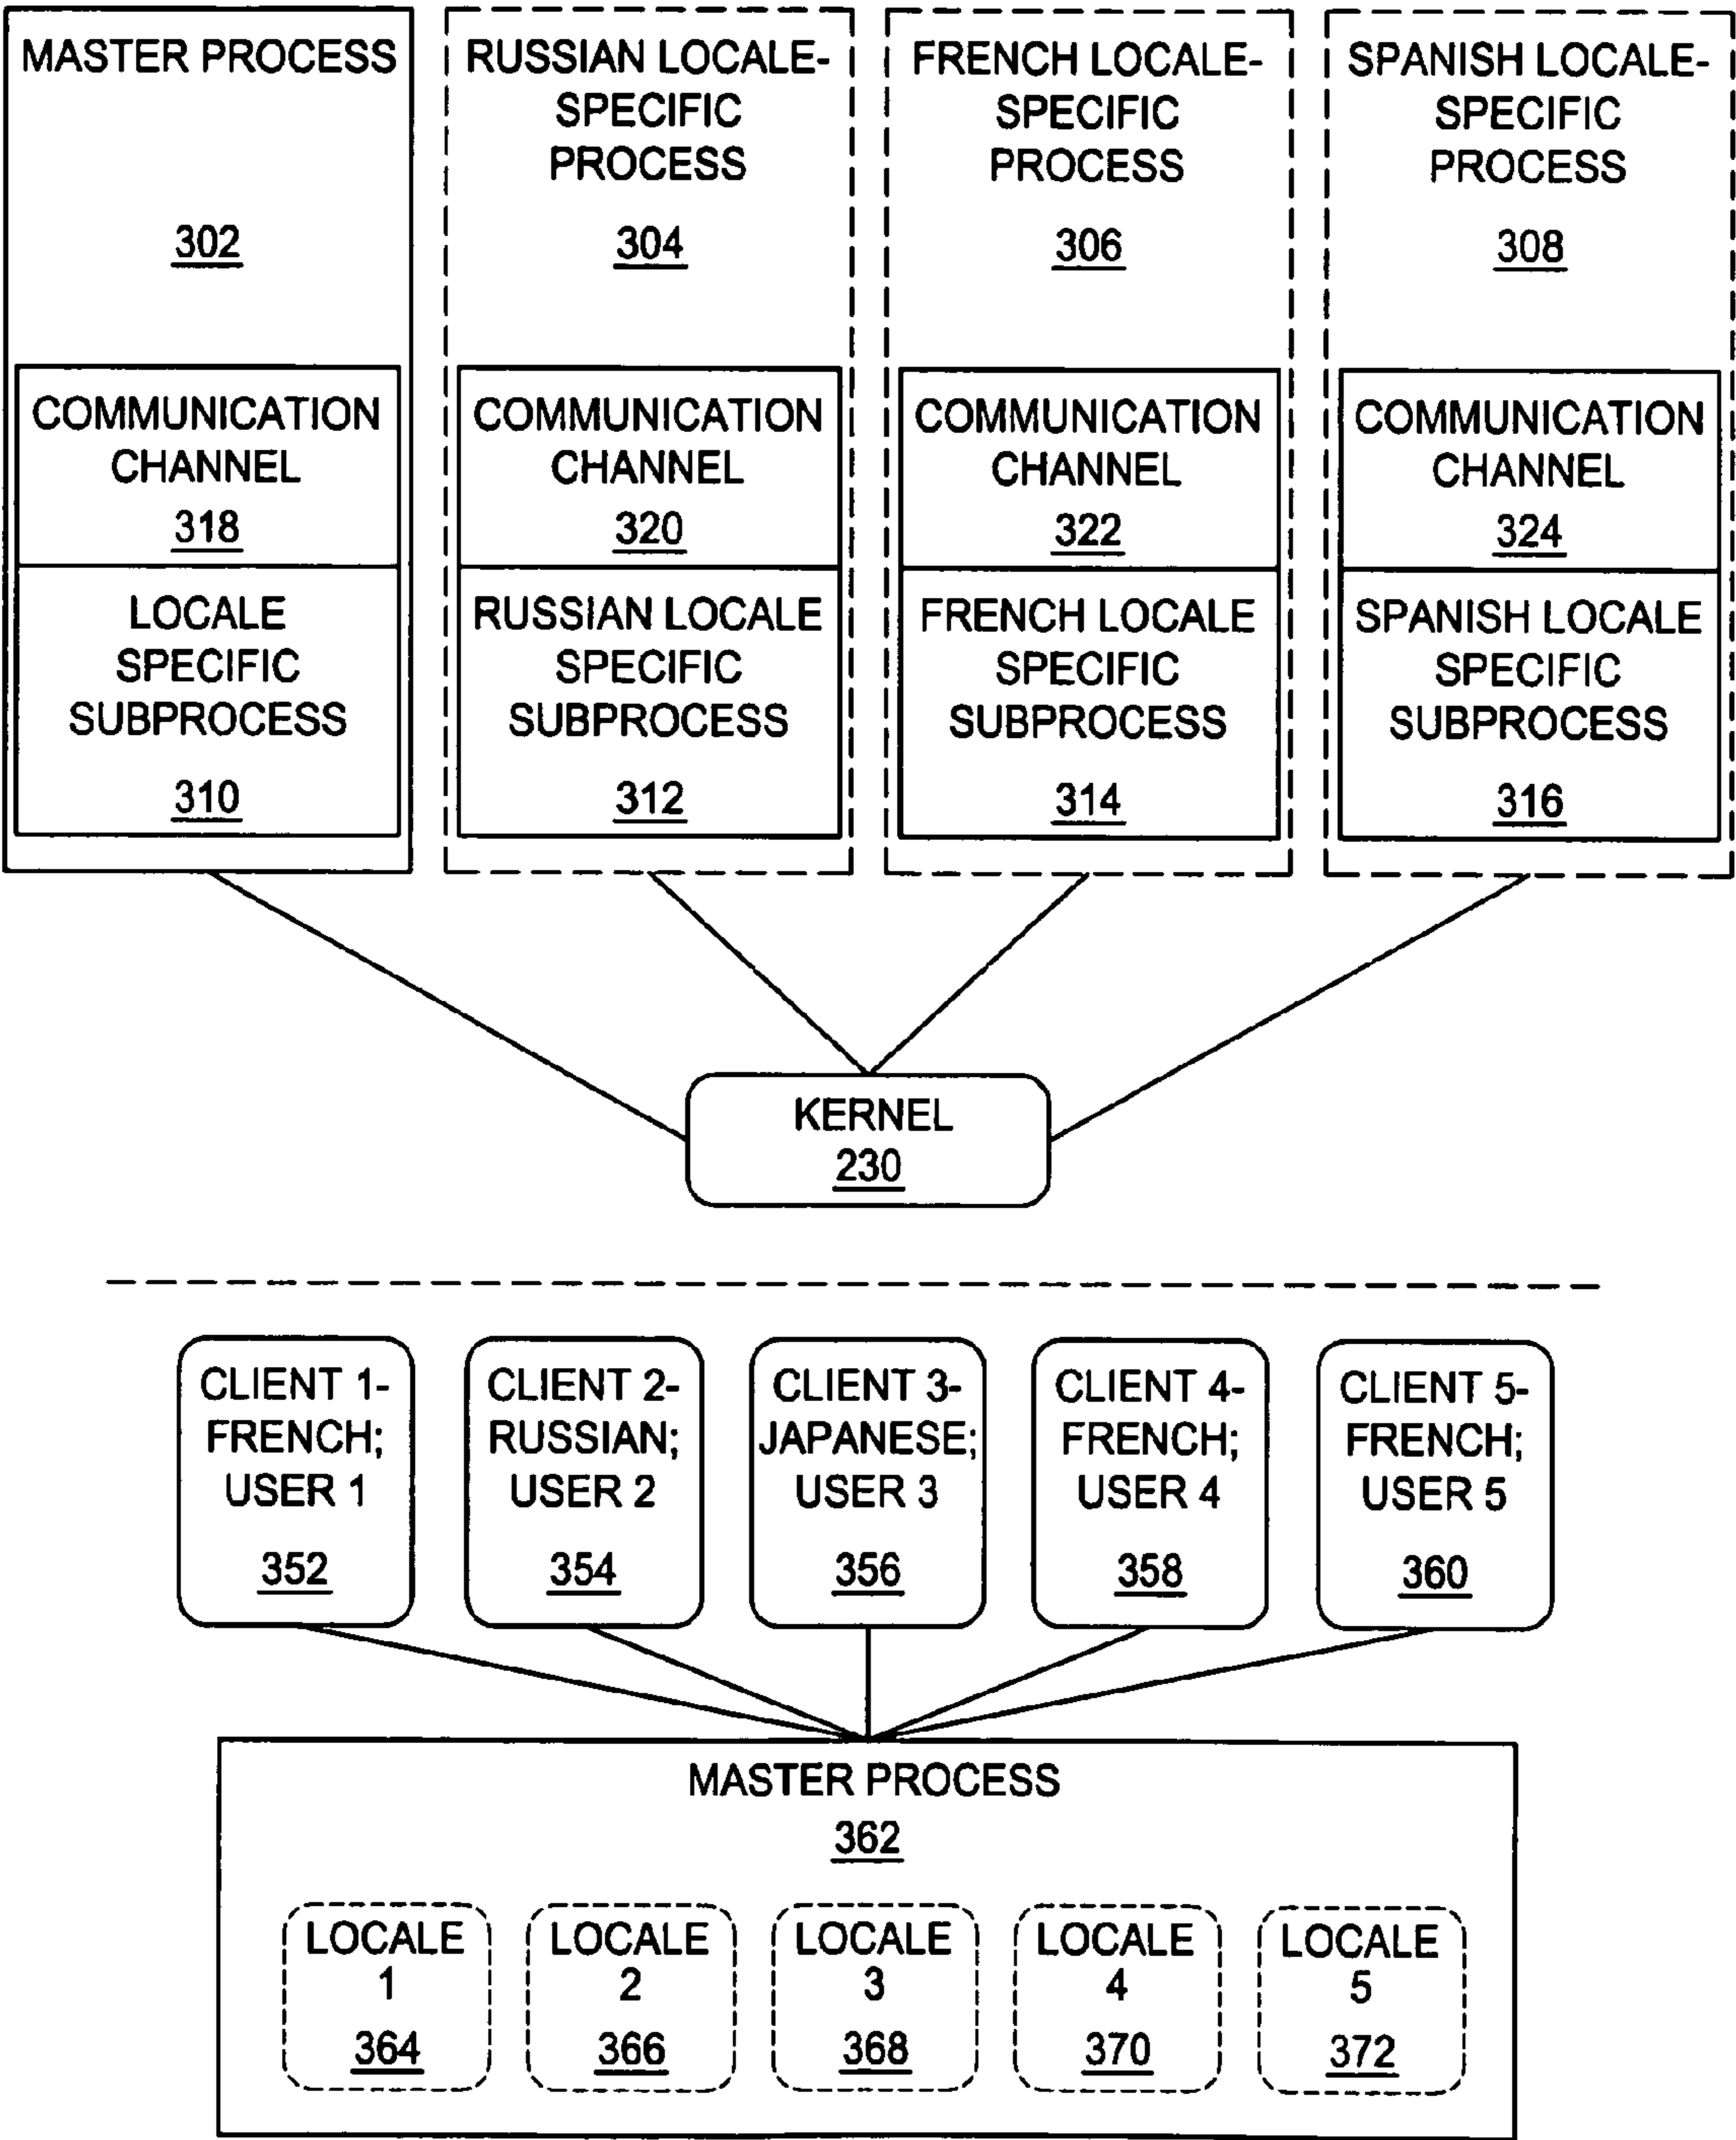 MASTER PROCESS
302
COMMUNICATION
CHANNEL
318
LOCALE
SPECIFIC
SUBPROCESS
310
RUSSIAN LOCALE-
SPECIFIC
PROCESS
304
COMMUNICATION
CHANNEL
320
RUSSIAN LOCALE
SPECIFIC
SUBPROCESS
312
FRENCH LOCALE-
SPECIFIC
PROCESS
306
COMMUNICATION
CHANNEL
322
FRENCH LOCALE
SPECIFIC
SUBPROCESS
314
SPANISH LOCALE-
SPECIFIC
PROCESS
308
COMMUNICATION
CHANNEL
324
SPANISH LOCALE
SPECIFIC
SUBPROCESS
316
KERNEL
230
CLIENT 1-
FRENCH;
USER 1
352
CLIENT 2-
RUSSIAN;
USER 2
354
CLIENT 3-
JAPANESE;
USER 3
356
CLIENT 4-
FRENCH;
USER 4
358
CLIENT 5-
FRENCH;
USER 5
360
MASTER PROCESS
362
LOCALE
1
364
LOCALE
2
366
LOCALE
3
368
LOCALE
4
370
LOCALE
5
372